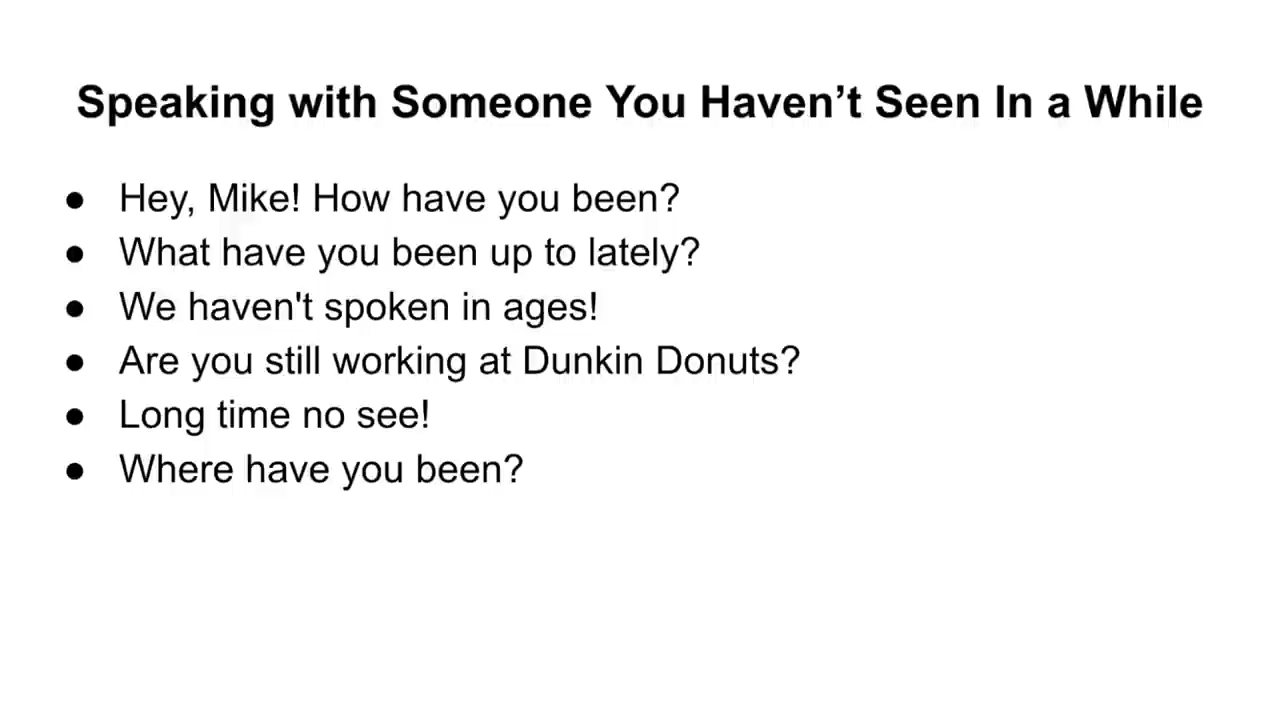 Speaking with Someone You Haven’t Seen In a While
● Hey, Mike! How have you been?
● What have you been up to lately?
● We haven't spoken in ages!
● Are you still working at Dunkin Donuts?
● Long time no see!
● Where have you been?